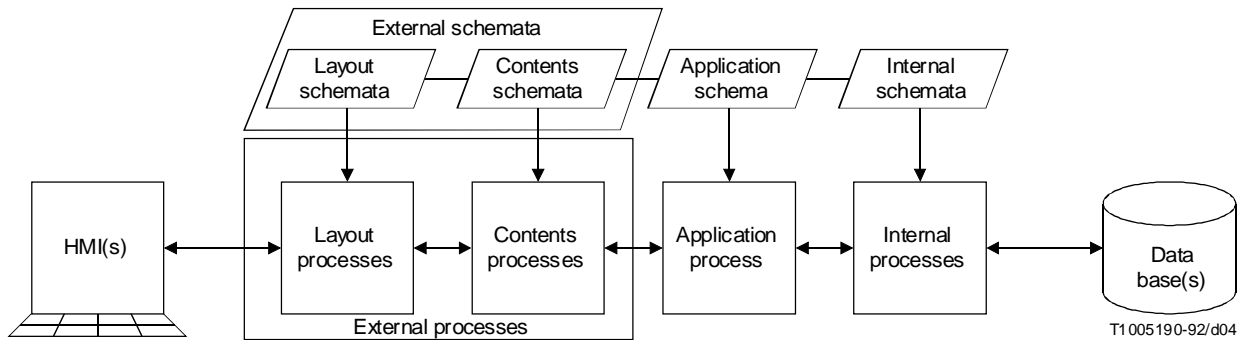 External schemata
Layout
schemata
Contents
schemata
Application
schema
Internal
schemata
HMI(s)
Layout
processes
Contents
processes
Application
process
Internal
processes
Data
base(s)
External processes
T1005190-92/d04